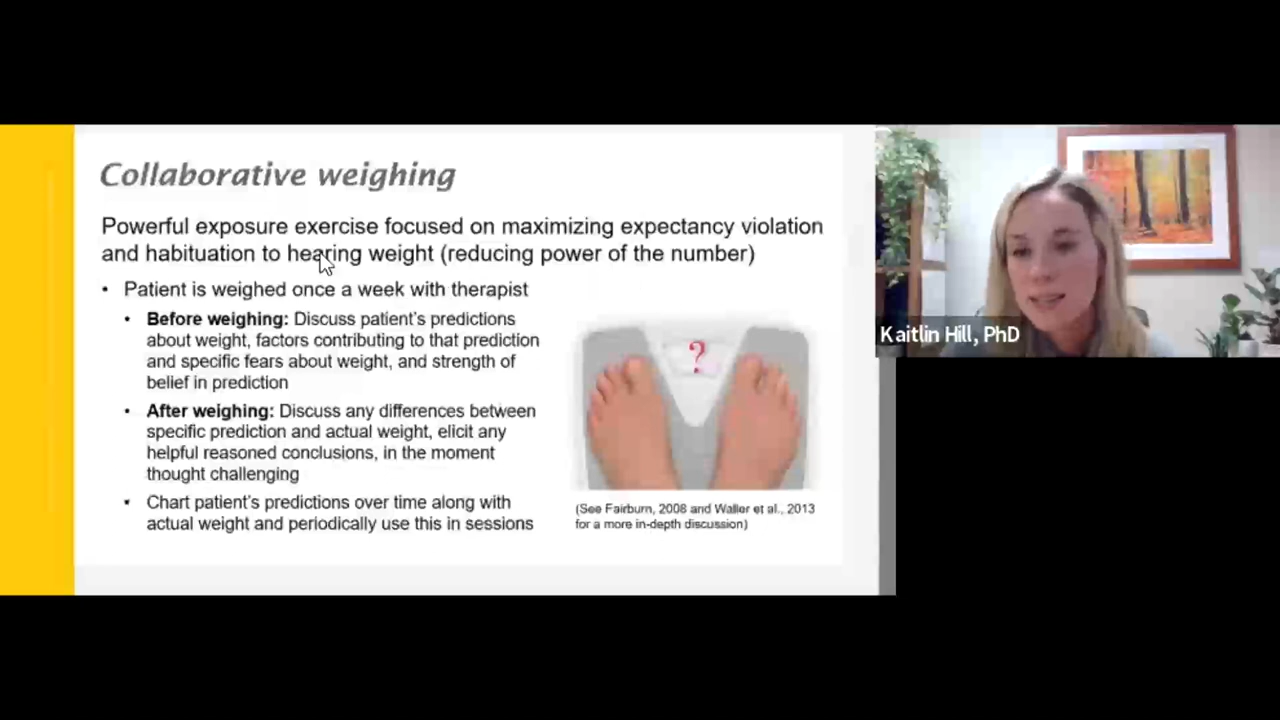 Collaborative weighing
Powerful exposure exercise focused on maximizing expectancy violation
and habituation to hearing weight (reducing power of the number)
• Patient is weighed once a week with therapist
• Before weighing: Discuss patient's predictions
about weight, factors contributing to that prediction
and specific fears about weight, and strength of
belief in prediction
• After weighing: Discuss any differences between
specific prediction and actual weight, elicit any
helpful reasoned conclusions, in the moment
thought challenging
• Chart patient's predictions over time along with
actual weight and periodically use this in sessions
?
(See Fairburn, 2008 and Waller et al., 2013
for a more in-depth discussion)
Kaitlin Hill, PhD